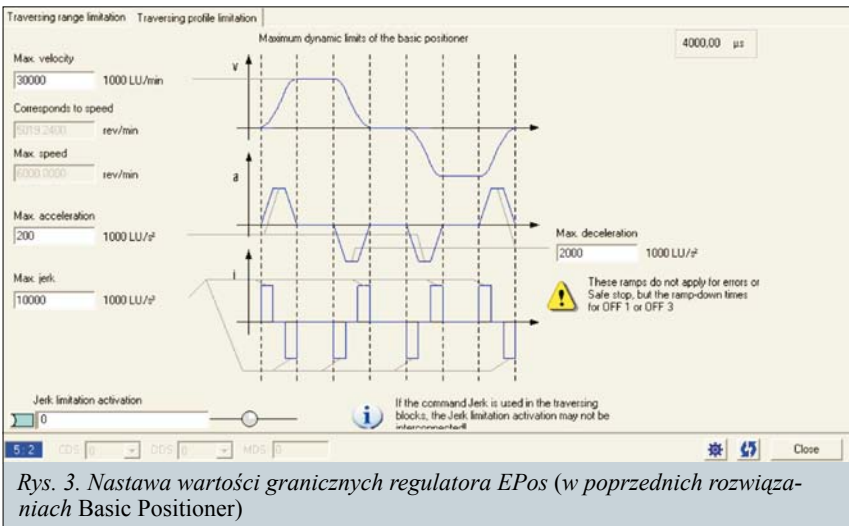 Traversing range limitation Traversing profile limitation
Maximum dynamic limits of the basic positioner
4000,00 µs
Max. velocity
30000 1000 LU/min
Corresponds to speed
rev/min
Max. speed
6000.0000 rev/min
Max. acceleration
200 1000 LU/s²
Max. jerk
10000 1000 LU/s³
v
a
Max. deceleration
2000 1000 LU/s²
These ramps do not apply for errors or
Safe stop, but the ramp-down times
for OFF 1 or OFF 3
Jerk limitation activation
0
If the command Jerk is used in the traversing
blocks, the Jerk limitation activation may not be
interconnected!
5:2 CDS: 0 DDS: 0 MDS: 0 Close
Rys. 3. Nastawa wartości granicznych regulatora EPos (w poprzednich rozwiąza-
niach Basic Positioner)